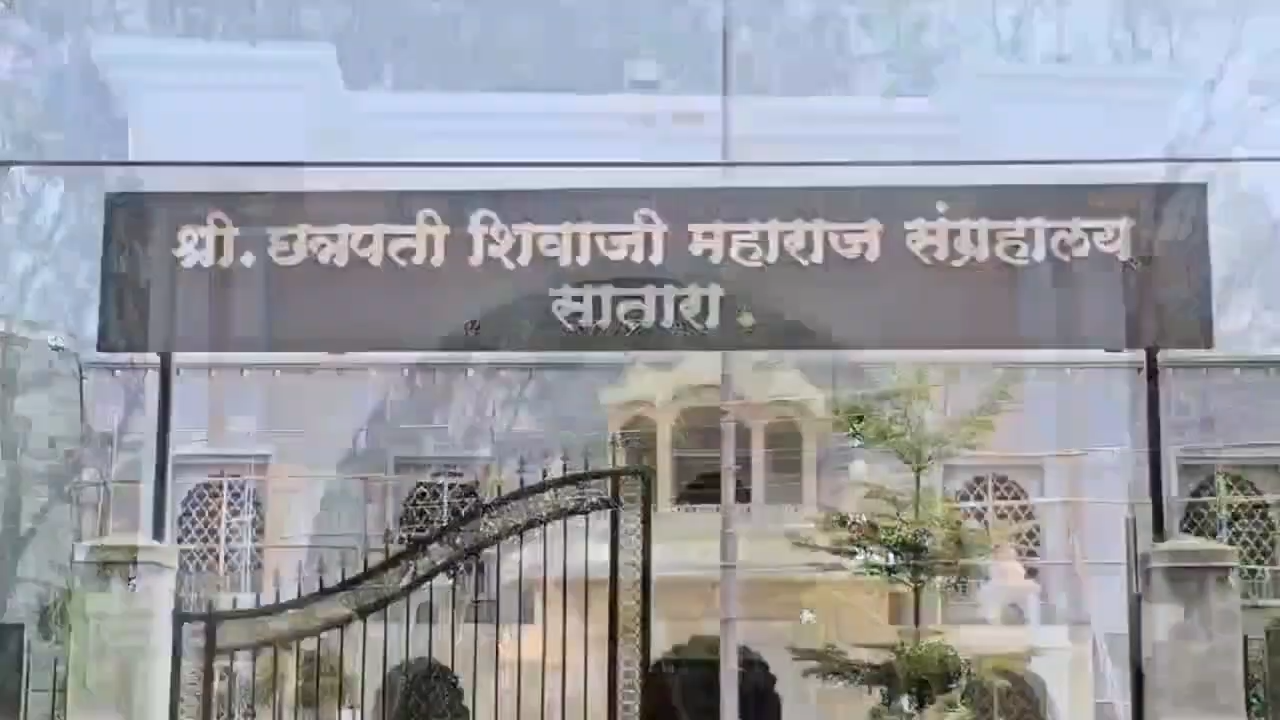 श्री. छत्रपती शिवाजी महाराज संग्रहालय
सातारा .